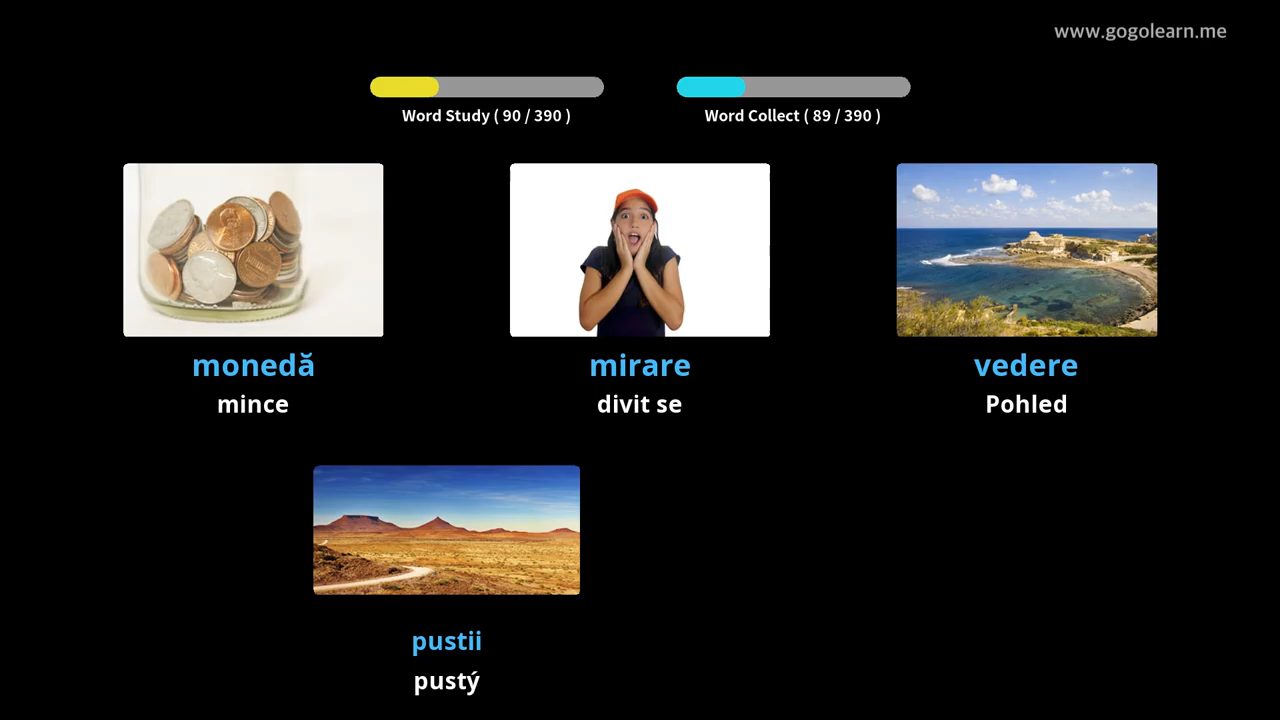 www.gogolearn.me
Word Study ( 90 / 390 )
Word Collect ( 89 / 390 )
monedă
mirare
vedere
mince
divit se
Pohled
pustii
pustý